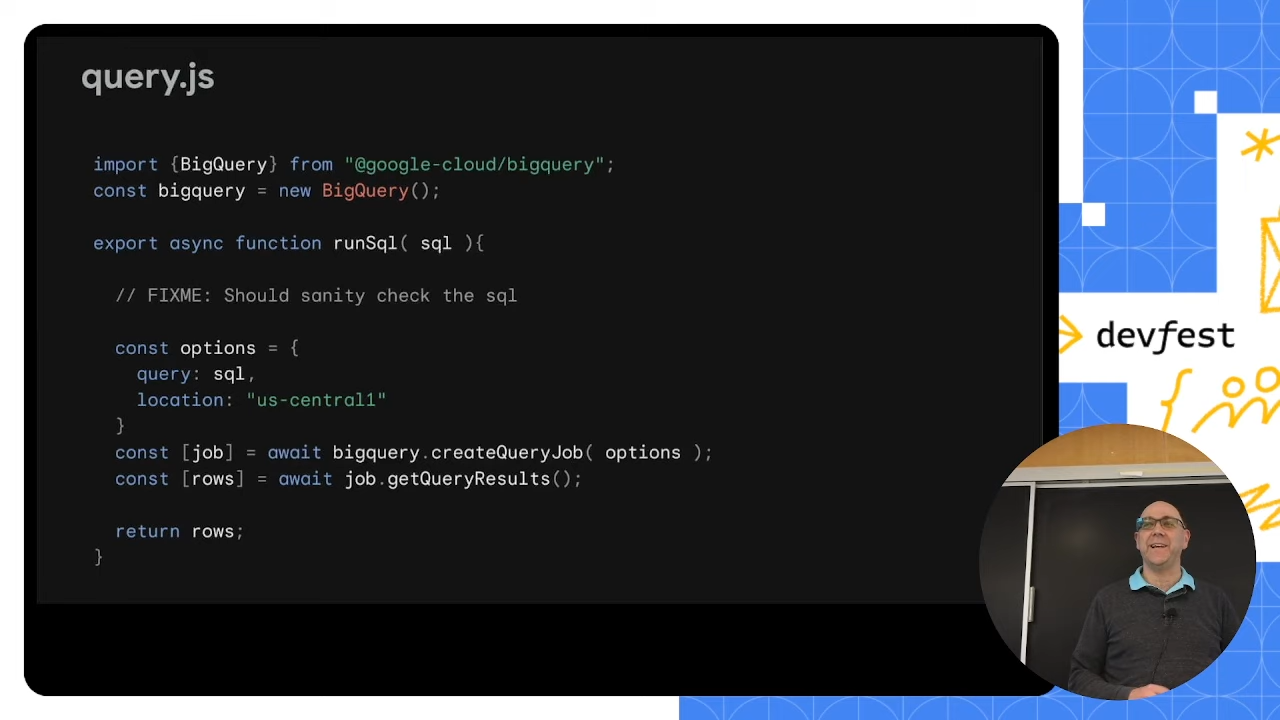 query.js
import {BigQuery} from "@google-cloud/bigquery";
const bigquery = new BigQuery();
export async function runSql( sql ){
// FIXME: Should sanity check the sql
const options = {
query: sql,
location: "us-central1"
}
const [job] = await bigquery.createQueryJob( options );
const [rows] = await job.getQueryResults();
return rows;
}
devfest